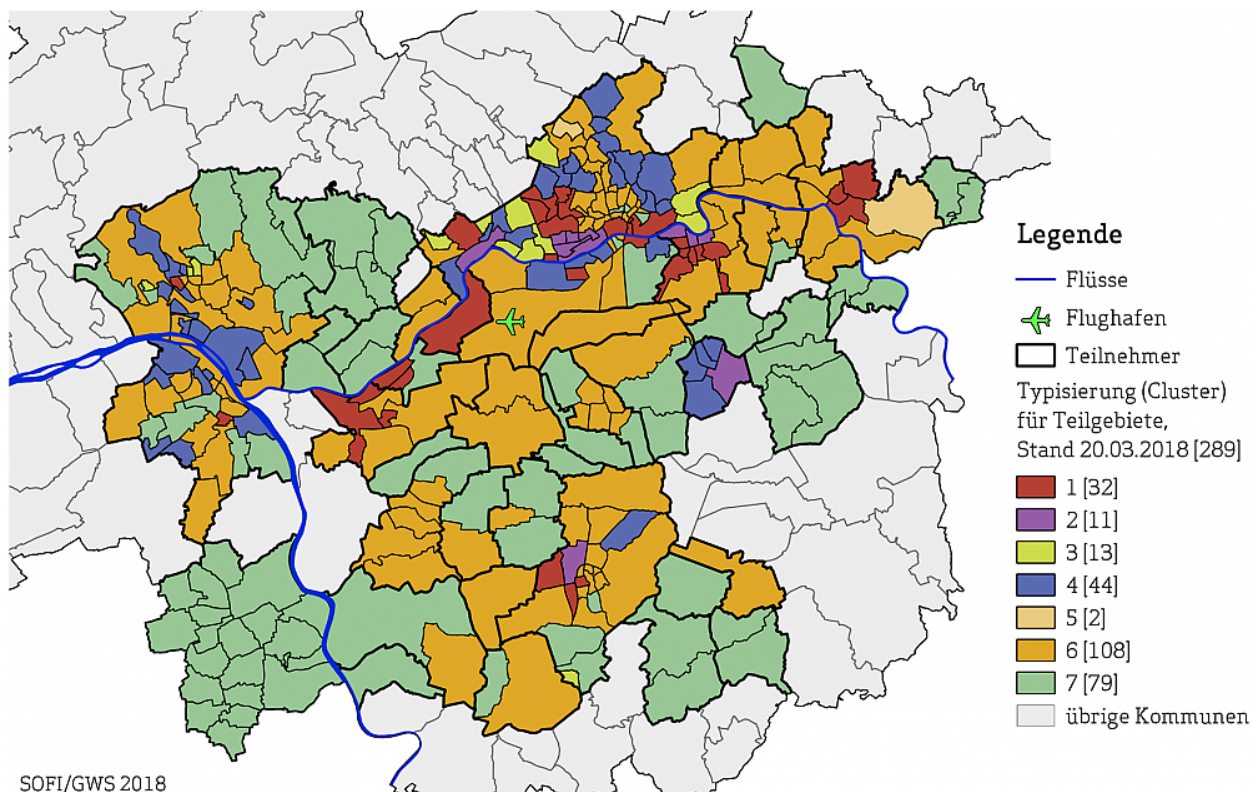 Legende
Flüsse
Flughafen
Teilnehmer
Typisierung (Cluster)
für Teilgebiete,
Stand 20.03.2018 [289]
1 [32]
2 [11]
3 [13]
4 [44]
5 [2]
6 [108]
7 [79]
übrige Kommunen
SOFI/GWS 2018